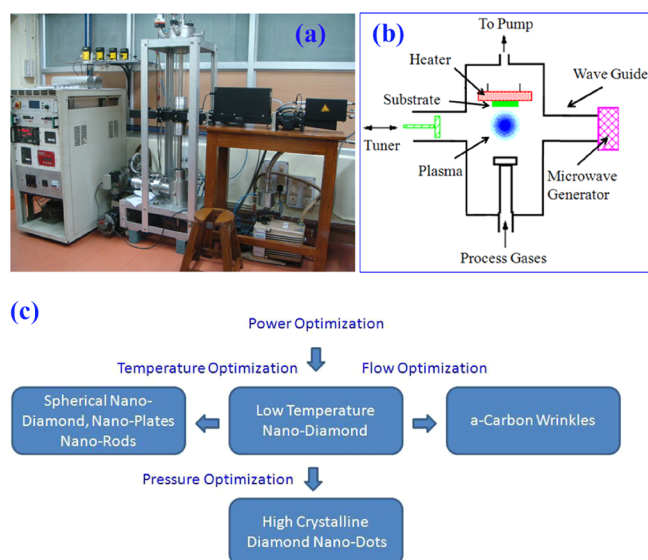 (a)
(b)
To Pump
Heater
Wave Guide
Substrate
Tuner
Plasma
Microwave
Generator
Process Gases
(c)
Power Optimization
Temperature Optimization
Flow Optimization
Spherical Nano-
Diamond, Nano-Plates
Nano-Rods
Low Temperature
Nano-Diamond
a-Carbon Wrinkles
Pressure Optimization
High Crystalline
Diamond Nano-Dots